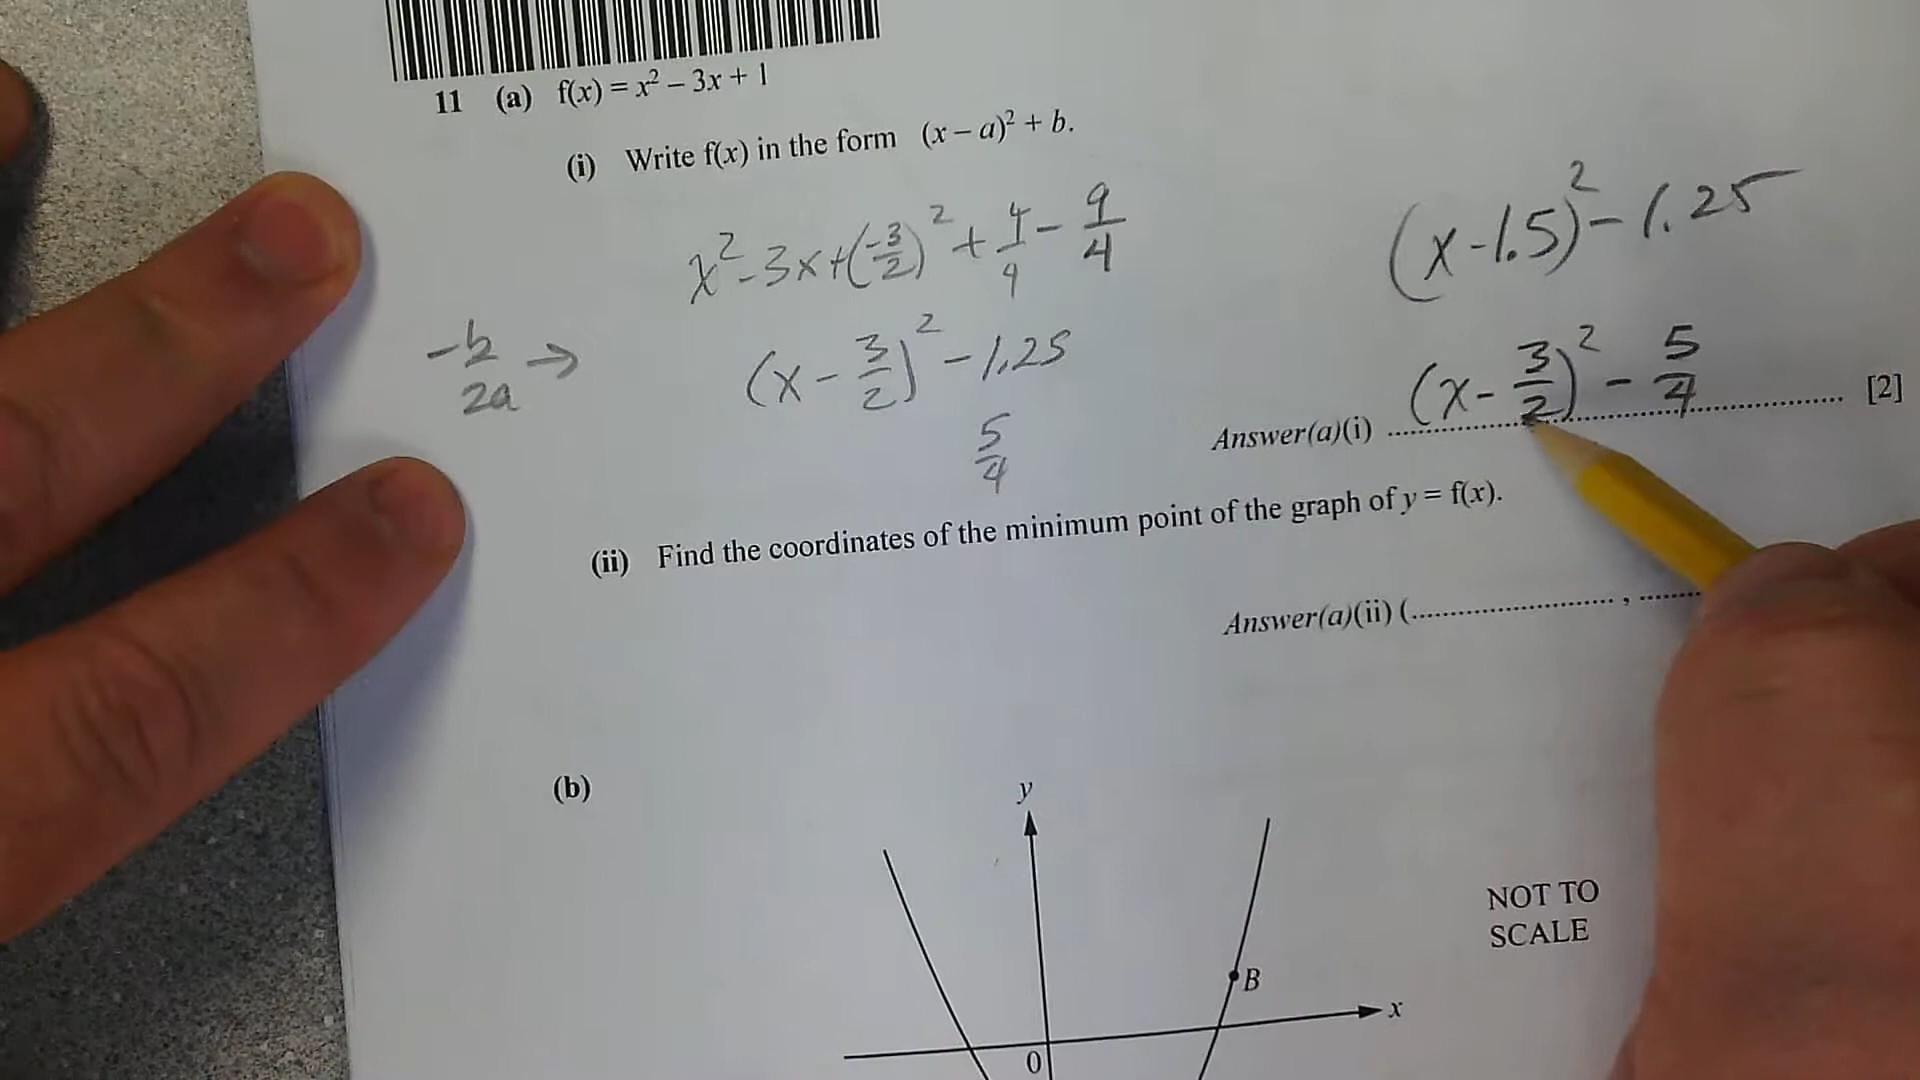 11 (a) f(x) = x² – 3x + 1
(i) Write f(x) in the form (x – a)² + b.
x² - 3x + (-3/2)² + 4/9 - 9/4
(x-1.5)² - 1.25
-b/2a →
(x - 3/2)² - 1.25
5/4
(x - 3/2)² - 5/4
Answer(a)(i) [2]
(ii) Find the coordinates of the minimum point of the graph of y = f(x).
Answer(a)(ii) ( ,
(b)
y
NOT TO
SCALE
B
x
0